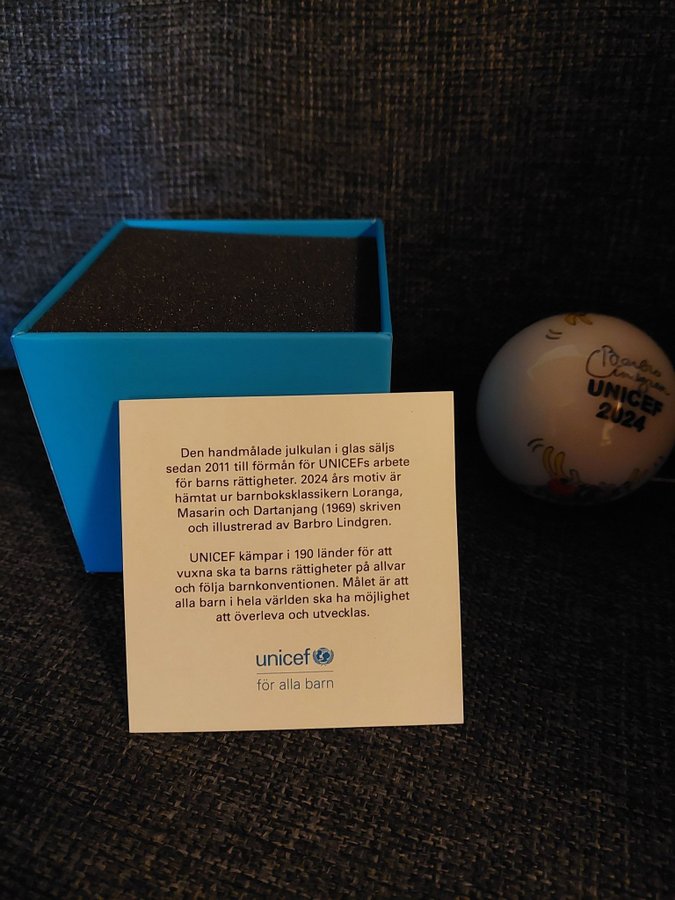 Den handmålade julkulan i glas säljs
sedan 2011 till förmån för UNICEFs arbete
för barns rättigheter. 2024 års motiv är
hämtat ur barnboksklassikern Loranga,
Masarin och Dartanjang (1969) skriven
och illustrerad av Barbro Lindgren.
UNICEF kämpar i 190 länder för att
vuxna ska ta barns rättigheter på allvar
och följa barnkonventionen. Målet är att
alla barn i hela världen ska ha möjlighet
att överleva och utvecklas.
unicef
för alla barn
Barbro
Lindgren
UNICEF
2024